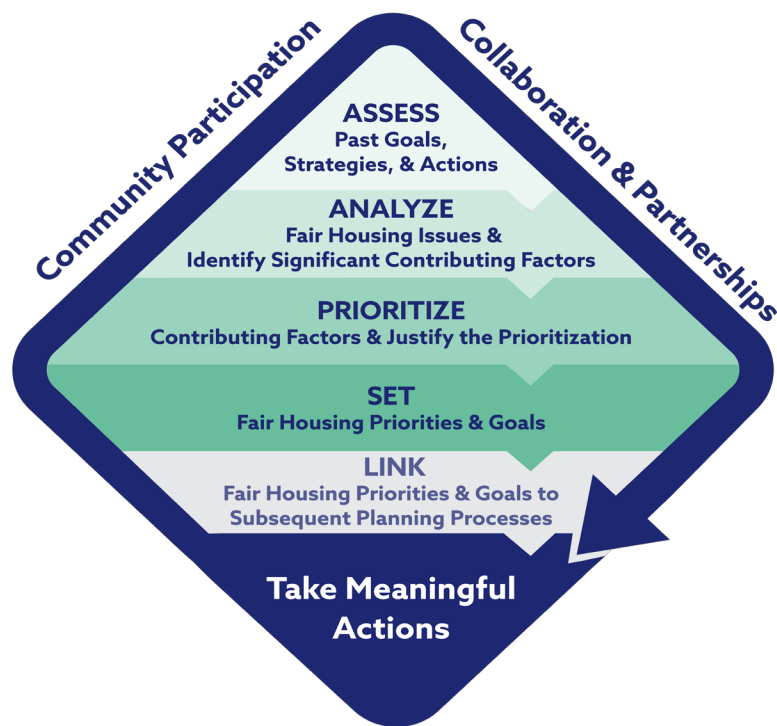 Community Participation
Collaboration & Partnerships
ASSESS
Past Goals,
Strategies, & Actions
ANALYZE
Fair Housing Issues &
Identify Significant Contributing Factors
PRIORITIZE
Contributing Factors & Justify the Prioritization
SET
Fair Housing Priorities & Goals
LINK
Fair Housing Priorities & Goals to
Subsequent Planning Processes
Take Meaningful
Actions